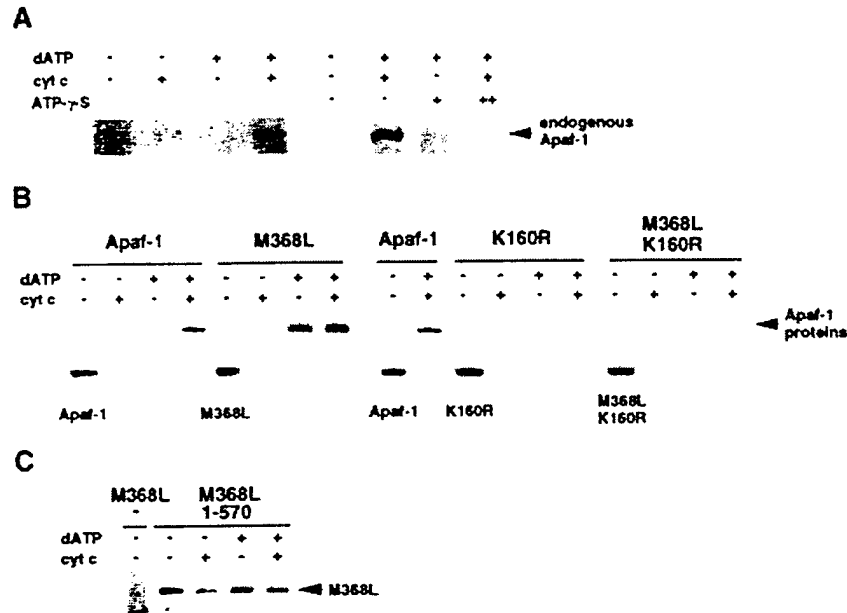 A
dATP - - + + - + + +
cyt c - + - + - + - +
ATP-γ-S - - + ++
endogenous
Apaf-1
B
Apaf-1 M368L Apaf-1 K160R M368L
K160R
dATP - - + + - - + + - + - - + + - - + +
cyt c - + - + - + - + - + - + - + - + - +
Apaf-1
proteins
Apaf-1 M368L Apaf-1 K160R M368L
K160R
C
M368L M368L
- 1-570
dATP - - - + +
cyt c - - + - +
M368L